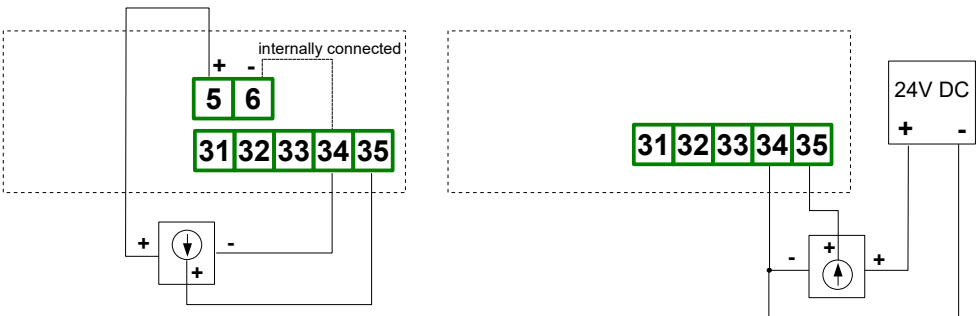 internally connected
+ -
5 6
31 32 33 34 35
+ -
+
31 32 33 34 35
24V DC
+ -
- + +